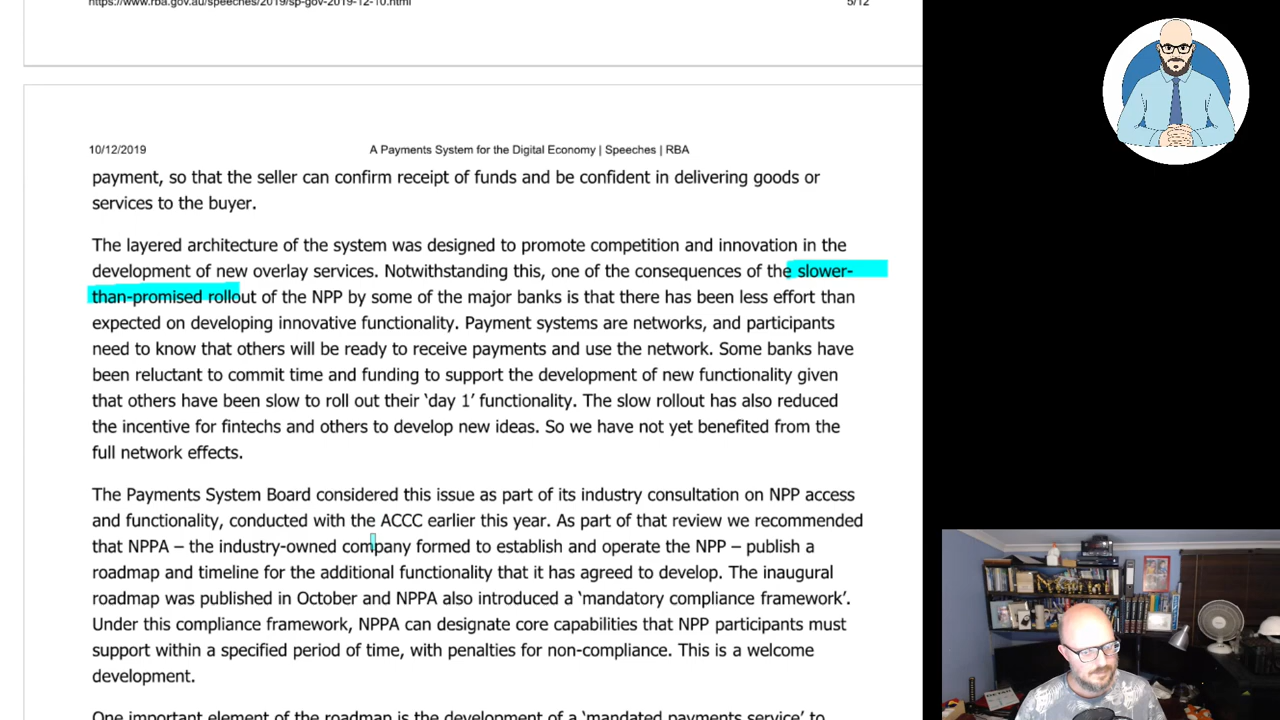 https://www.rba.gov.au/speeches/2019/sp-gov-2019-12-10.html 5/12
10/12/2019 A Payments System for the Digital Economy | Speeches | RBA
payment, so that the seller can confirm receipt of funds and be confident in delivering goods or
services to the buyer.
The layered architecture of the system was designed to promote competition and innovation in the
development of new overlay services. Notwithstanding this, one of the consequences of the slower-
than-promised rollout of the NPP by some of the major banks is that there has been less effort than
expected on developing innovative functionality. Payment systems are networks, and participants
need to know that others will be ready to receive payments and use the network. Some banks have
been reluctant to commit time and funding to support the development of new functionality given
that others have been slow to roll out their ‘day 1’ functionality. The slow rollout has also reduced
the incentive for fintechs and others to develop new ideas. So we have not yet benefited from the
full network effects.
The Payments System Board considered this issue as part of its industry consultation on NPP access
and functionality, conducted with the ACCC earlier this year. As part of that review we recommended
that NPPA – the industry-owned company formed to establish and operate the NPP – publish a
roadmap and timeline for the additional functionality that it has agreed to develop. The inaugural
roadmap was published in October and NPPA also introduced a ‘mandatory compliance framework’.
Under this compliance framework, NPPA can designate core capabilities that NPP participants must
support within a specified period of time, with penalties for non-compliance. This is a welcome
development.
One important element of the roadmap is the development of a ‘mandated payments service’ to